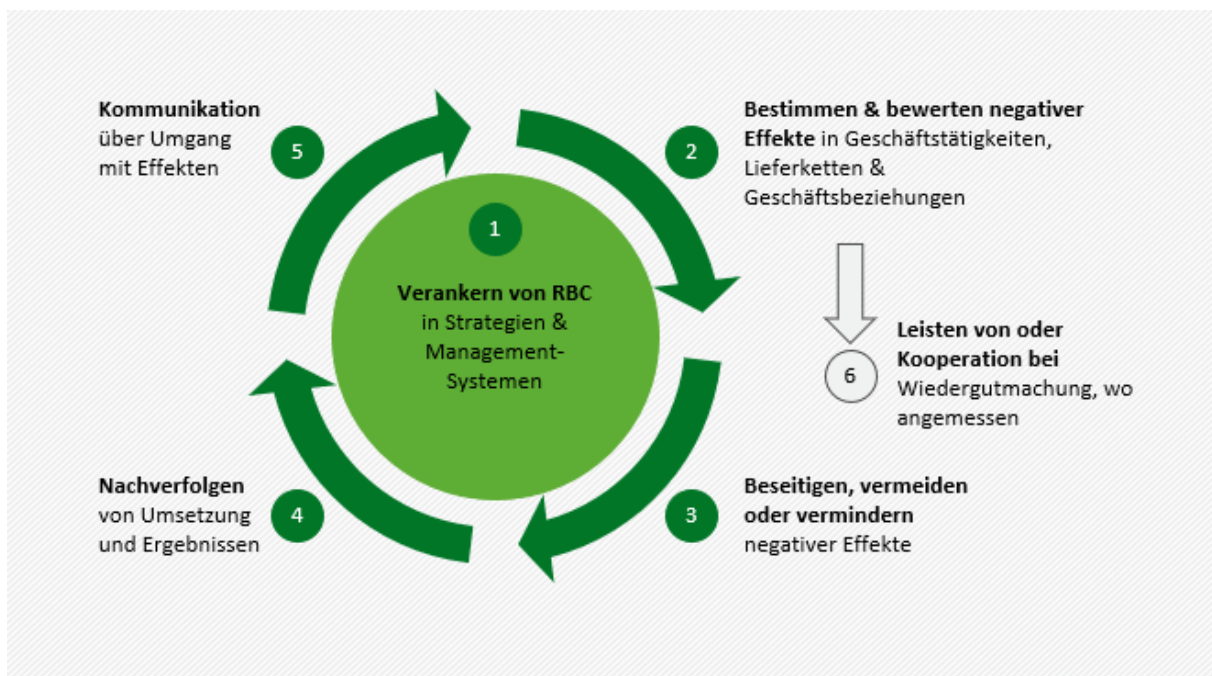 1
Verankern von RBC
in Strategien &
Management-
Systemen
2
Bestimmen & bewerten negativer
Effekte in Geschäftstätigkeiten,
Lieferketten &
Geschäftsbeziehungen
3
Beseitigen, vermeiden
oder vermindern
negativer Effekte
4
Nachverfolgen
von Umsetzung
und Ergebnissen
5
Kommunikation
über Umgang
mit Effekten
6
Leisten von oder
Kooperation bei
Wiedergutmachung, wo
angemessen